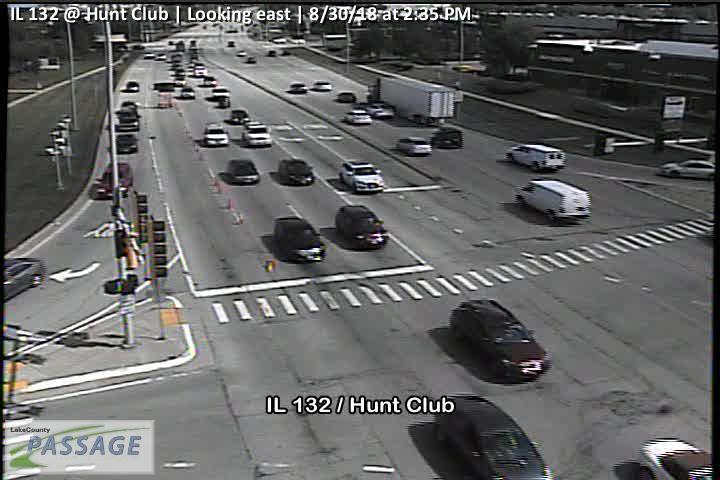 IL 132 @ Hunt Club | Looking east | 8/30/18 at 2:35 PM
IL 132 / Hunt Club
LakeCounty
PASSAGE